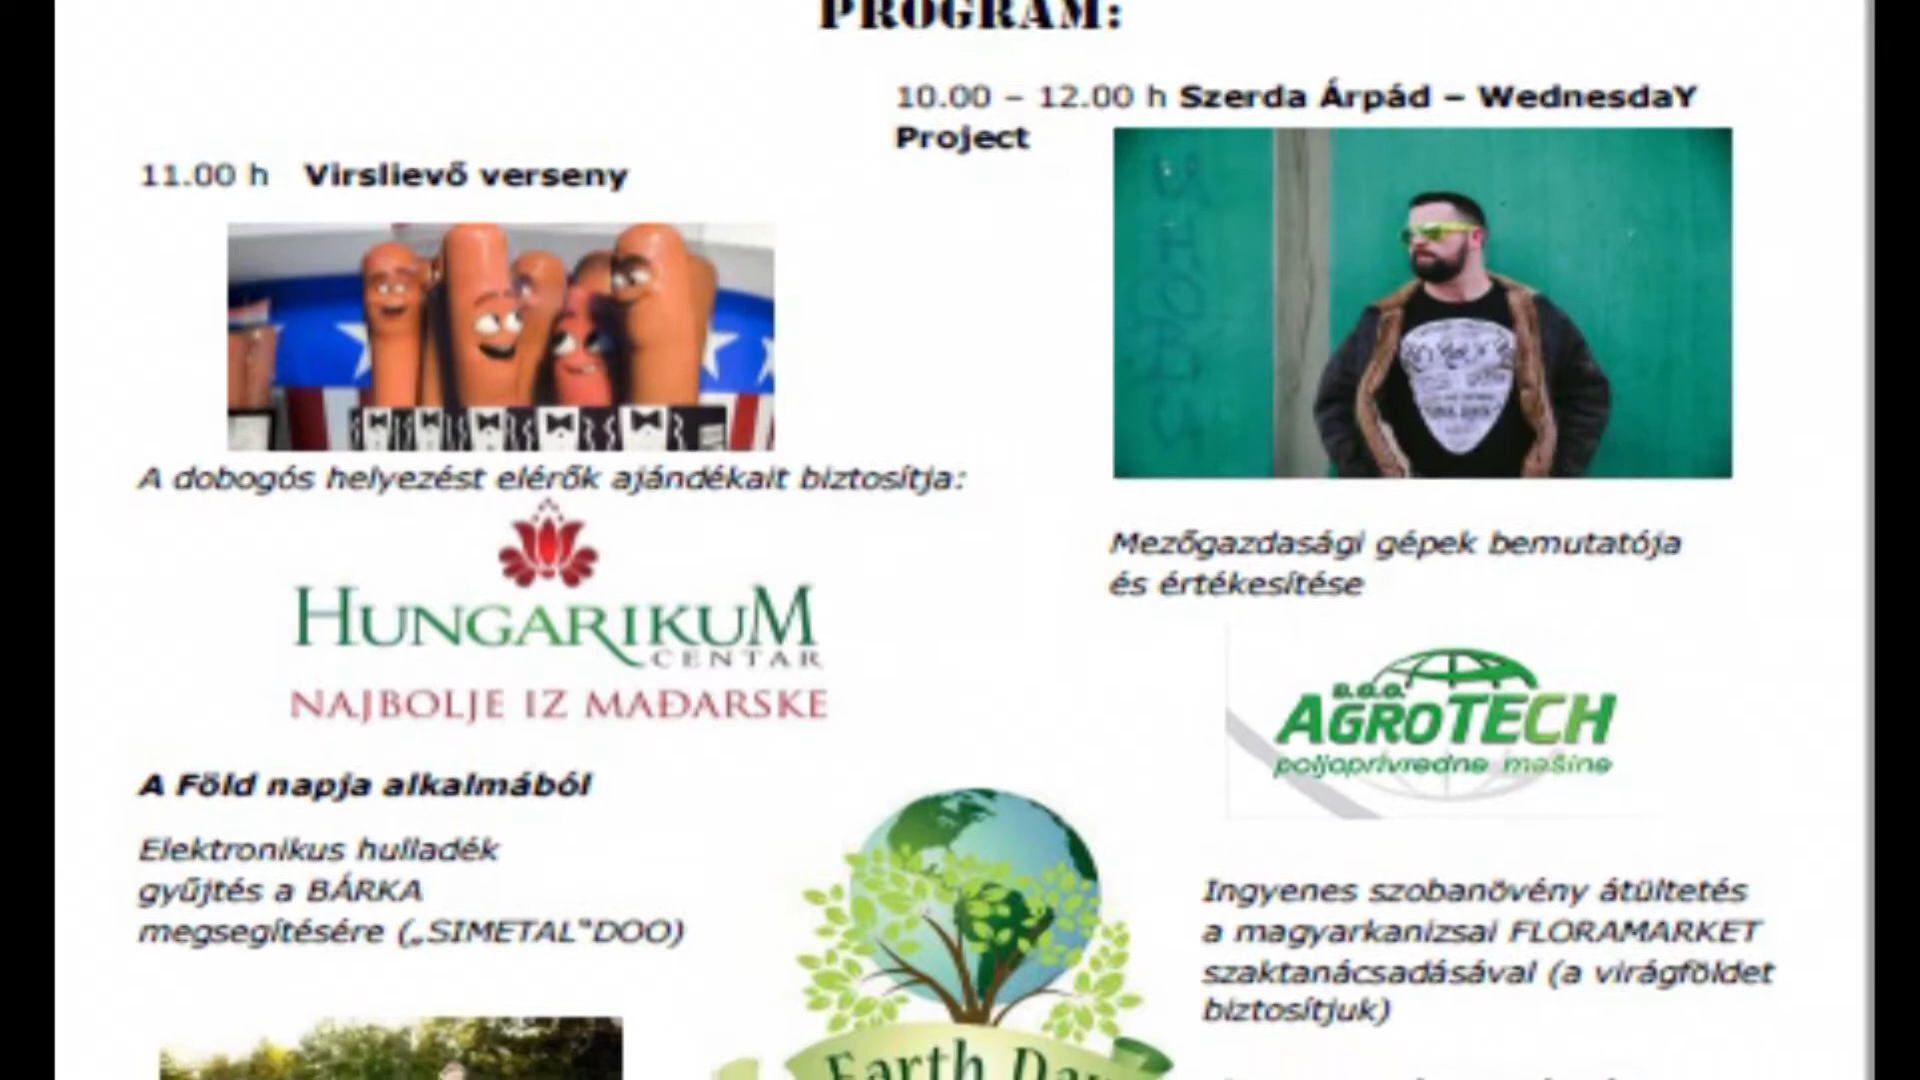 PROGRAM:
10.00 – 12.00 h Szerda Árpád – WednesdaY
Project
11.00 h Virslievő verseny
A dobogós helyezést elérők ajándékait biztosítja:
HUNGARIKUM
CENTAR
NAJBOLJE IZ MAĐARSKE
Mezőgazdasági gépek bemutatója
és értékesítése
D.O.O.
AGROTECH
poljoprivredne mašine
A Föld napja alkalmából
Elektronikus hulladék
gyűjtés a BÁRKA
megsegítésére („SIMETAL"DOO)
Earth Day
Ingyenes szobanövény átültetés
a magyarkanizsai FLORAMARKET
szaktanácsadásával (a virágföldet
biztosítjuk)